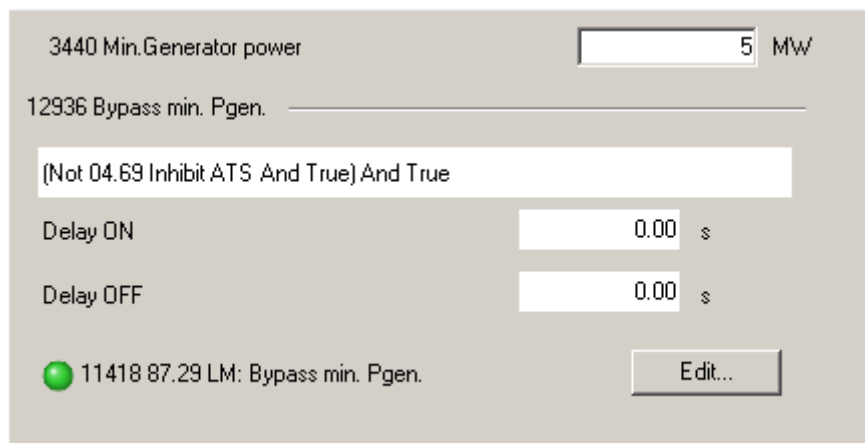 3440 Min.Generator power 5 MW
12936 Bypass min. Pgen.
(Not 04.69 Inhibit ATS And True) And True
Delay ON 0.00 s
Delay OFF 0.00 s
11418 87.29 LM: Bypass min. Pgen. Edit...